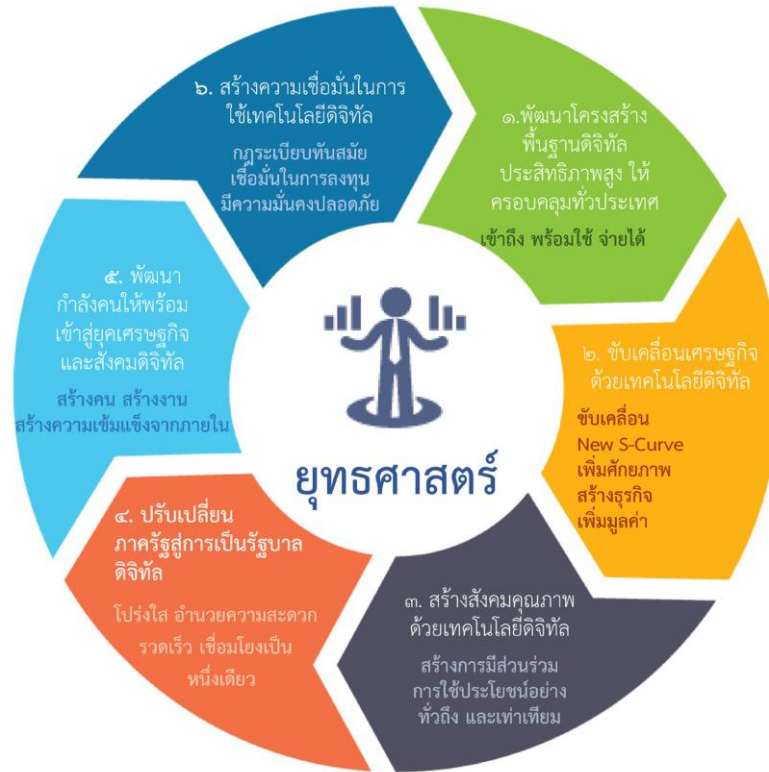 ๑.พัฒนาโครงสร้าง
พื้นฐานดิจิทัล
ประสิทธิภาพสูง ให้
ครอบคลุมทั่วประเทศ
เข้าถึง พร้อมใช้ จ่ายได้
๒. ขับเคลื่อนเศรษฐกิจ
ด้วยเทคโนโลยีดิจิทัล
ขับเคลื่อน
New S-Curve
เพิ่มศักยภาพ
สร้างธุรกิจ
เพิ่มมูลค่า
๓. สร้างสังคมคุณภาพ
ด้วยเทคโนโลยีดิจิทัล
สร้างการมีส่วนร่วม
การใช้ประโยชน์อย่าง
ทั่วถึง และเท่าเทียม
๔. ปรับเปลี่ยน
ภาครัฐสู่การเป็นรัฐบาล
ดิจิทัล
โปร่งใส อำนวยความสะดวก
รวดเร็ว เชื่อมโยงเป็น
หนึ่งเดียว
๕. พัฒนา
กำลังคนให้พร้อม
เข้าสู่ยุคเศรษฐกิจ
และสังคมดิจิทัล
สร้างคน สร้างงาน
สร้างความเข้มแข็งจากภายใน
๖. สร้างความเชื่อมั่นในการ
ใช้เทคโนโลยีดิจิทัล
กฎระเบียบทันสมัย
เชื่อมั่นในการลงทุน
มีความมั่นคงปลอดภัย
ยุทธศาสตร์